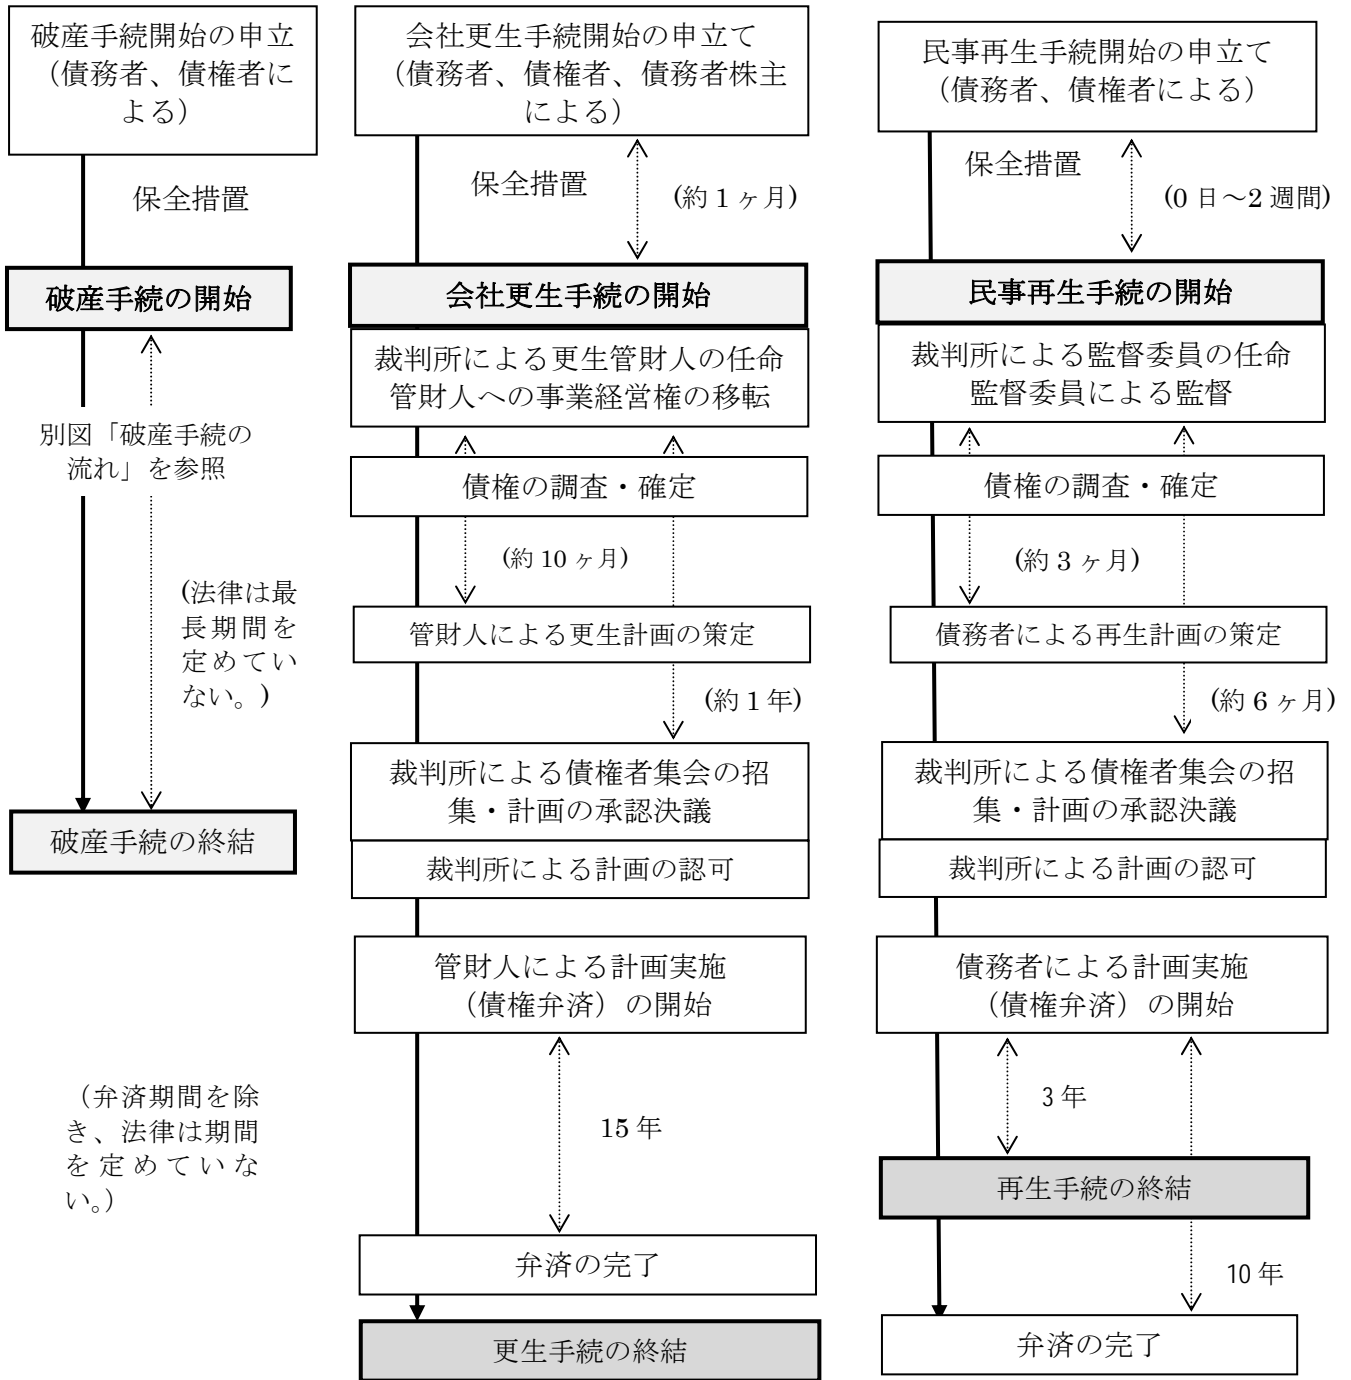 破産手続開始の申立
（債務者、債権者に
よる）
保全措置
破産手続の開始
別図「破産手続の
流れ」を参照
(法律は最
長期間を
定めてい
ない。)
破産手続の終結
（弁済期間を除
き、法律は期間
を定めていな
い。）
会社更生手続開始の申立て
（債務者、債権者、債務者株主
による）
保全措置
(約 1 ヶ月)
会社更生手続の開始
裁判所による更生管財人の任命
管財人への事業経営権の移転
債権の調査・確定
(約 10 ヶ月)
管財人による更生計画の策定
(約 1 年)
裁判所による債権者集会の招
集・計画の承認決議
裁判所による計画の認可
管財人による計画実施
（債権弁済）の開始
15 年
弁済の完了
更生手続の終結
民事再生手続開始の申立て
（債務者、債権者による）
保全措置
(0 日～2 週間)
民事再生手続の開始
裁判所による監督委員の任命
監督委員による監督
債権の調査・確定
(約 3 ヶ月)
債務者による再生計画の策定
(約 6 ヶ月)
裁判所による債権者集会の招
集・計画の承認決議
裁判所による計画の認可
債務者による計画実施
（債権弁済）の開始
3 年
再生手続の終結
10 年
弁済の完了